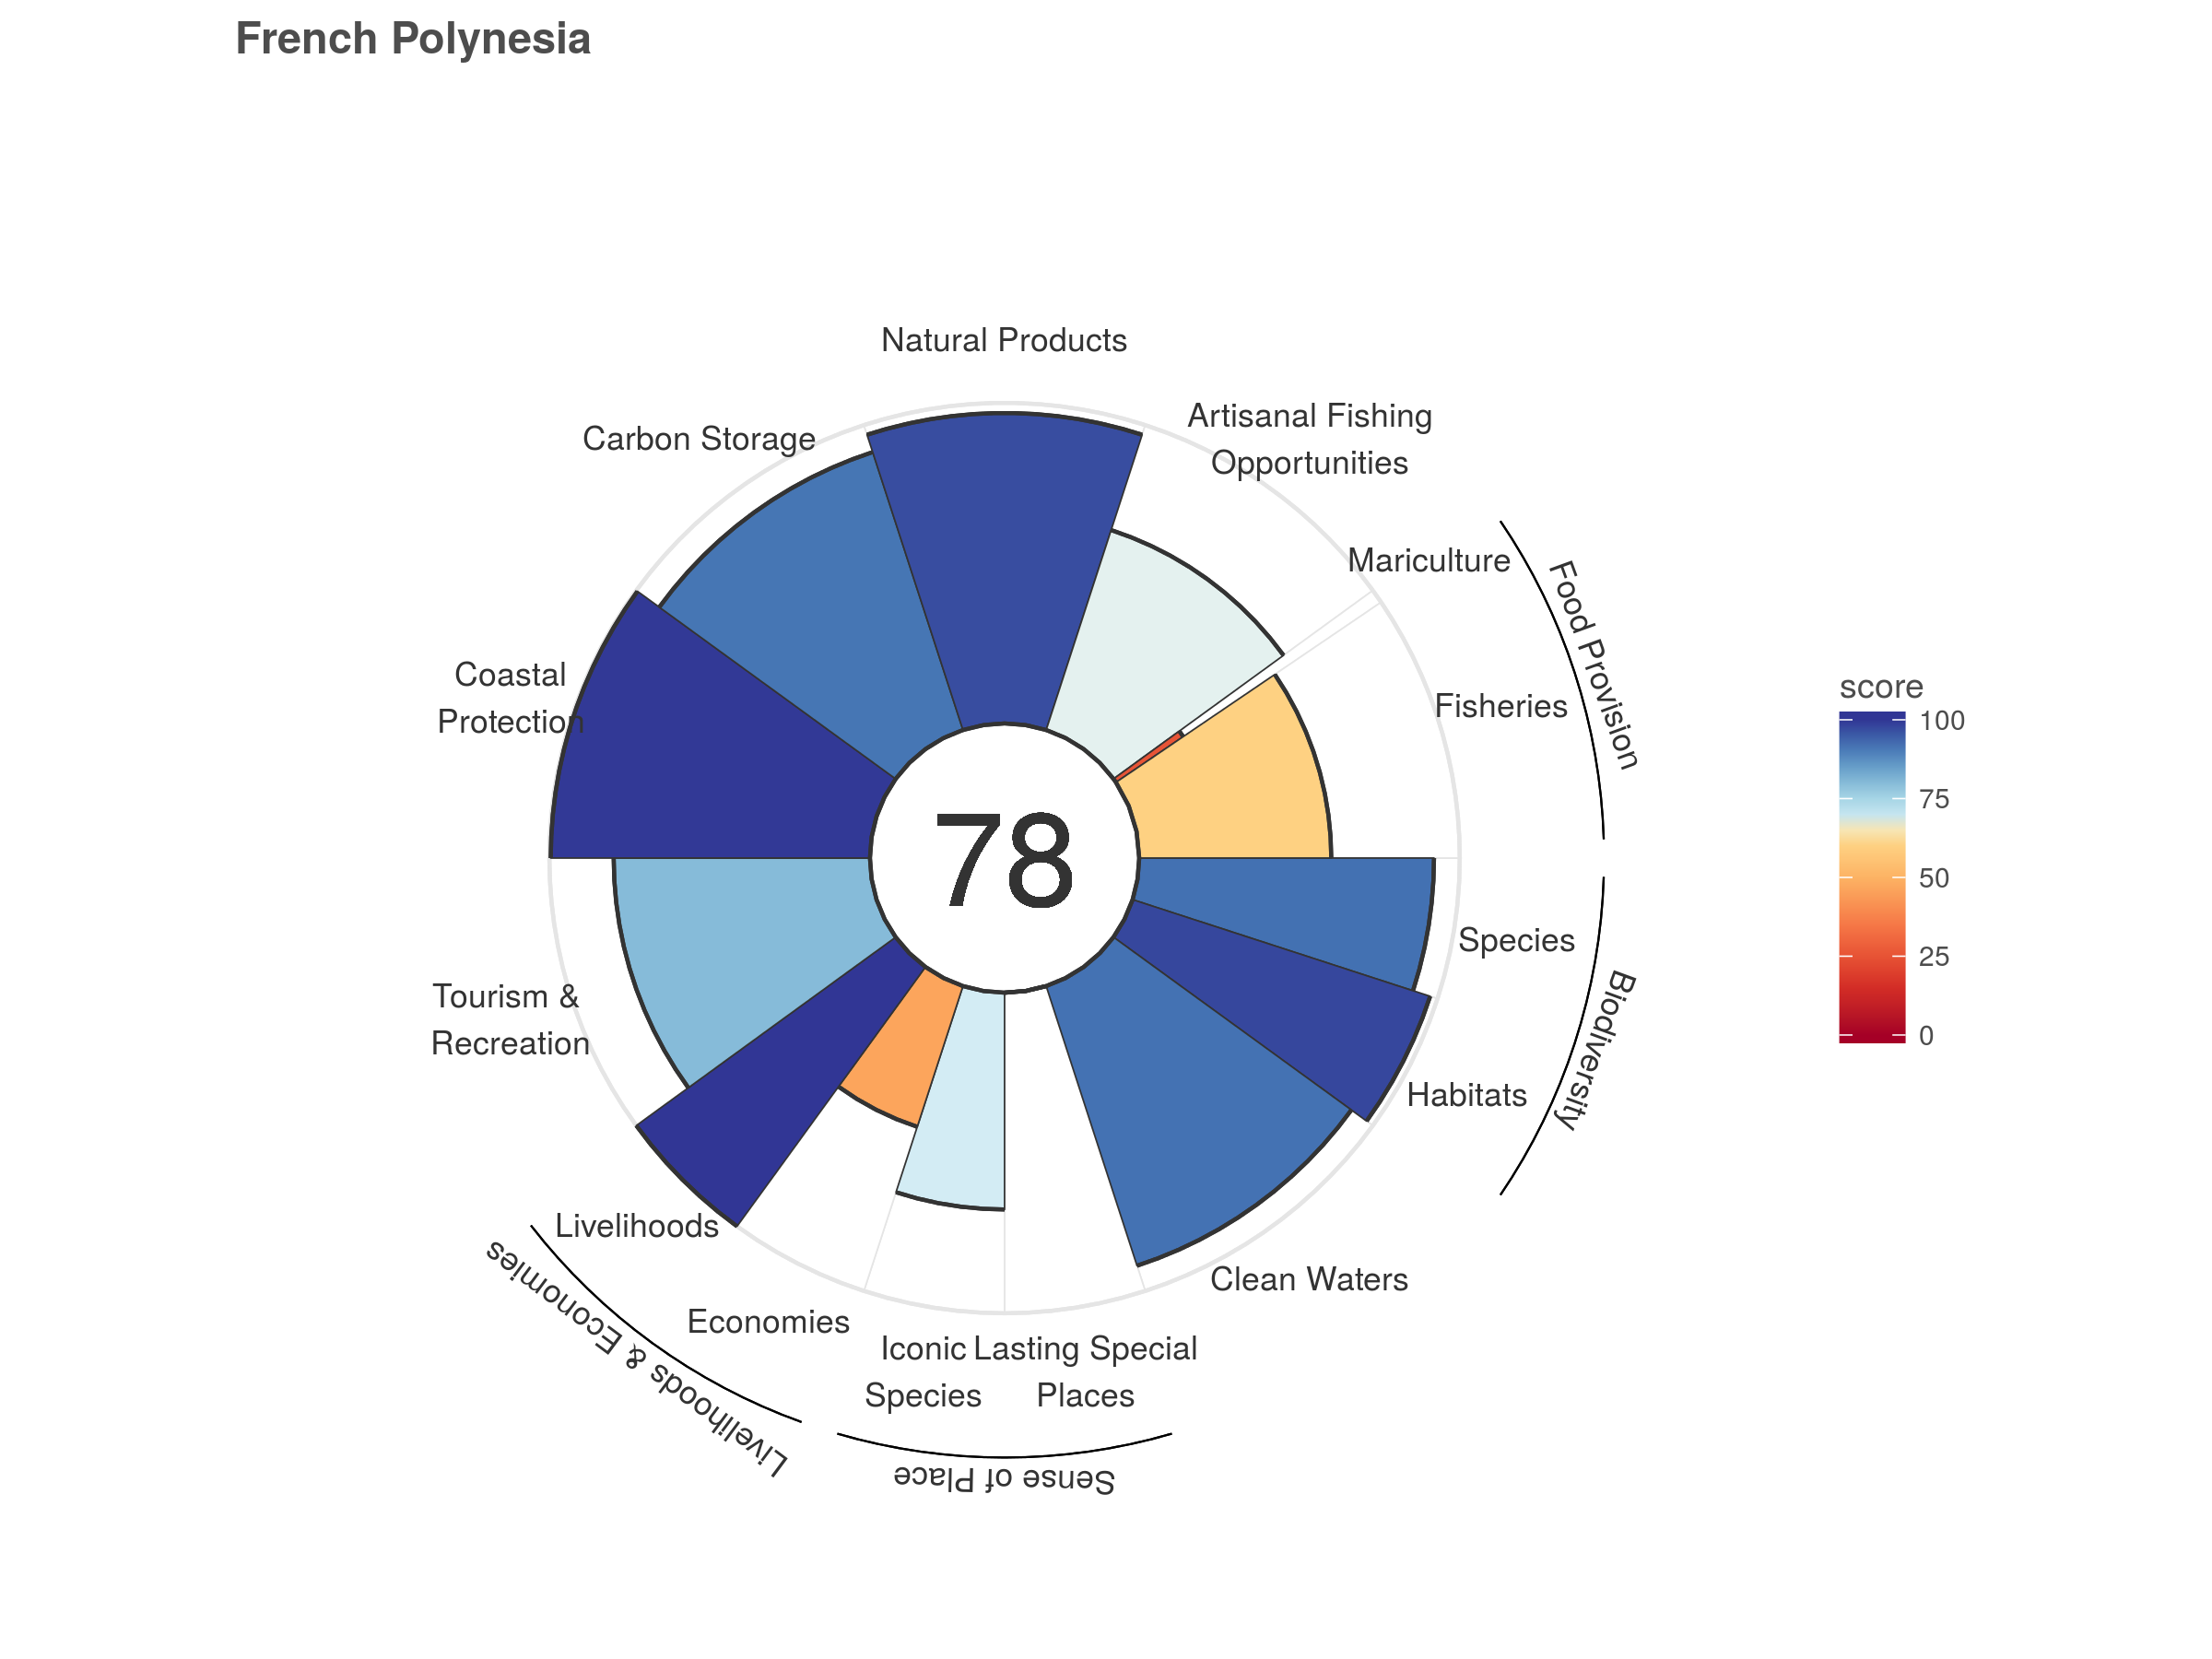 French Polynesia
Natural Products
Artisanal Fishing
Opportunities
Carbon Storage
Mariculture
Food Provision
Fisheries
Coastal
Protection
78
Species
Biodiversity
Habitats
Tourism &
Recreation
Livelihoods
Clean Waters
Economies
Livelihoods & Economies
Iconic
Species
Lasting Special
Places
Sense of Place
score
100
75
50
25
0